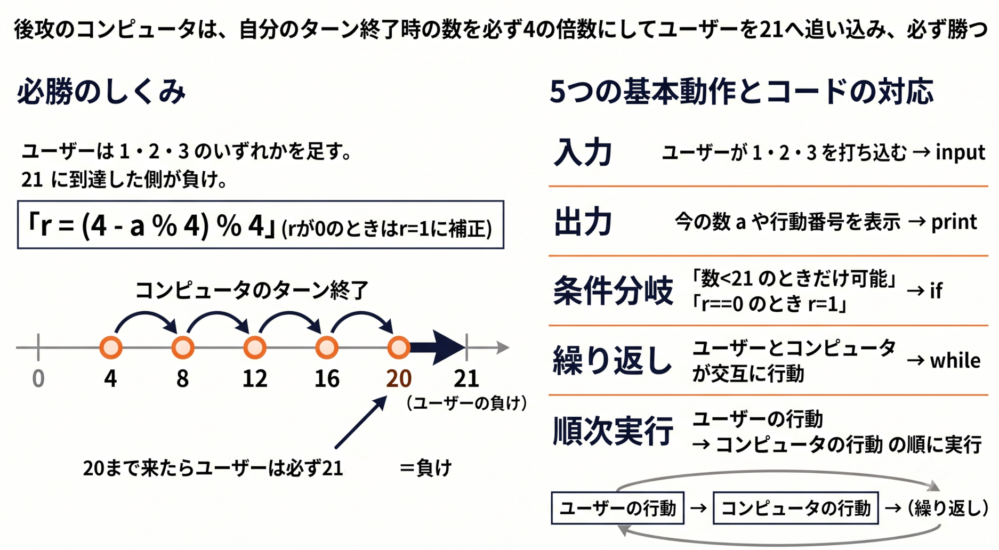 後攻のコンピュータは、自分のターン終了時の数を必ず4の倍数にしてユーザーを21へ追い込み、必ず勝つ
必勝のしくみ
ユーザーは 1・2・3 のいずれかを足す。
21 に到達した側が負け。
「r = (4 - a % 4) % 4」(rが0のときはr=1に補正)
コンピュータのターン終了
0 4 8 12 16 20 21
（ユーザーの負け）
20まで来たらユーザーは必ず21 ＝負け
5つの基本動作とコードの対応
入力 ユーザーが 1・2・3 を打ち込む → input
出力 今の数 a や行動番号を表示 → print
条件分岐 「数<21 のときだけ可能」
「r==0 のとき r=1」 → if
繰り返し ユーザーとコンピュータ
が交互に行動 → while
順次実行 ユーザーの行動
→ コンピュータの行動 の順に実行
ユーザーの行動 → コンピュータの行動 →（繰り返し）